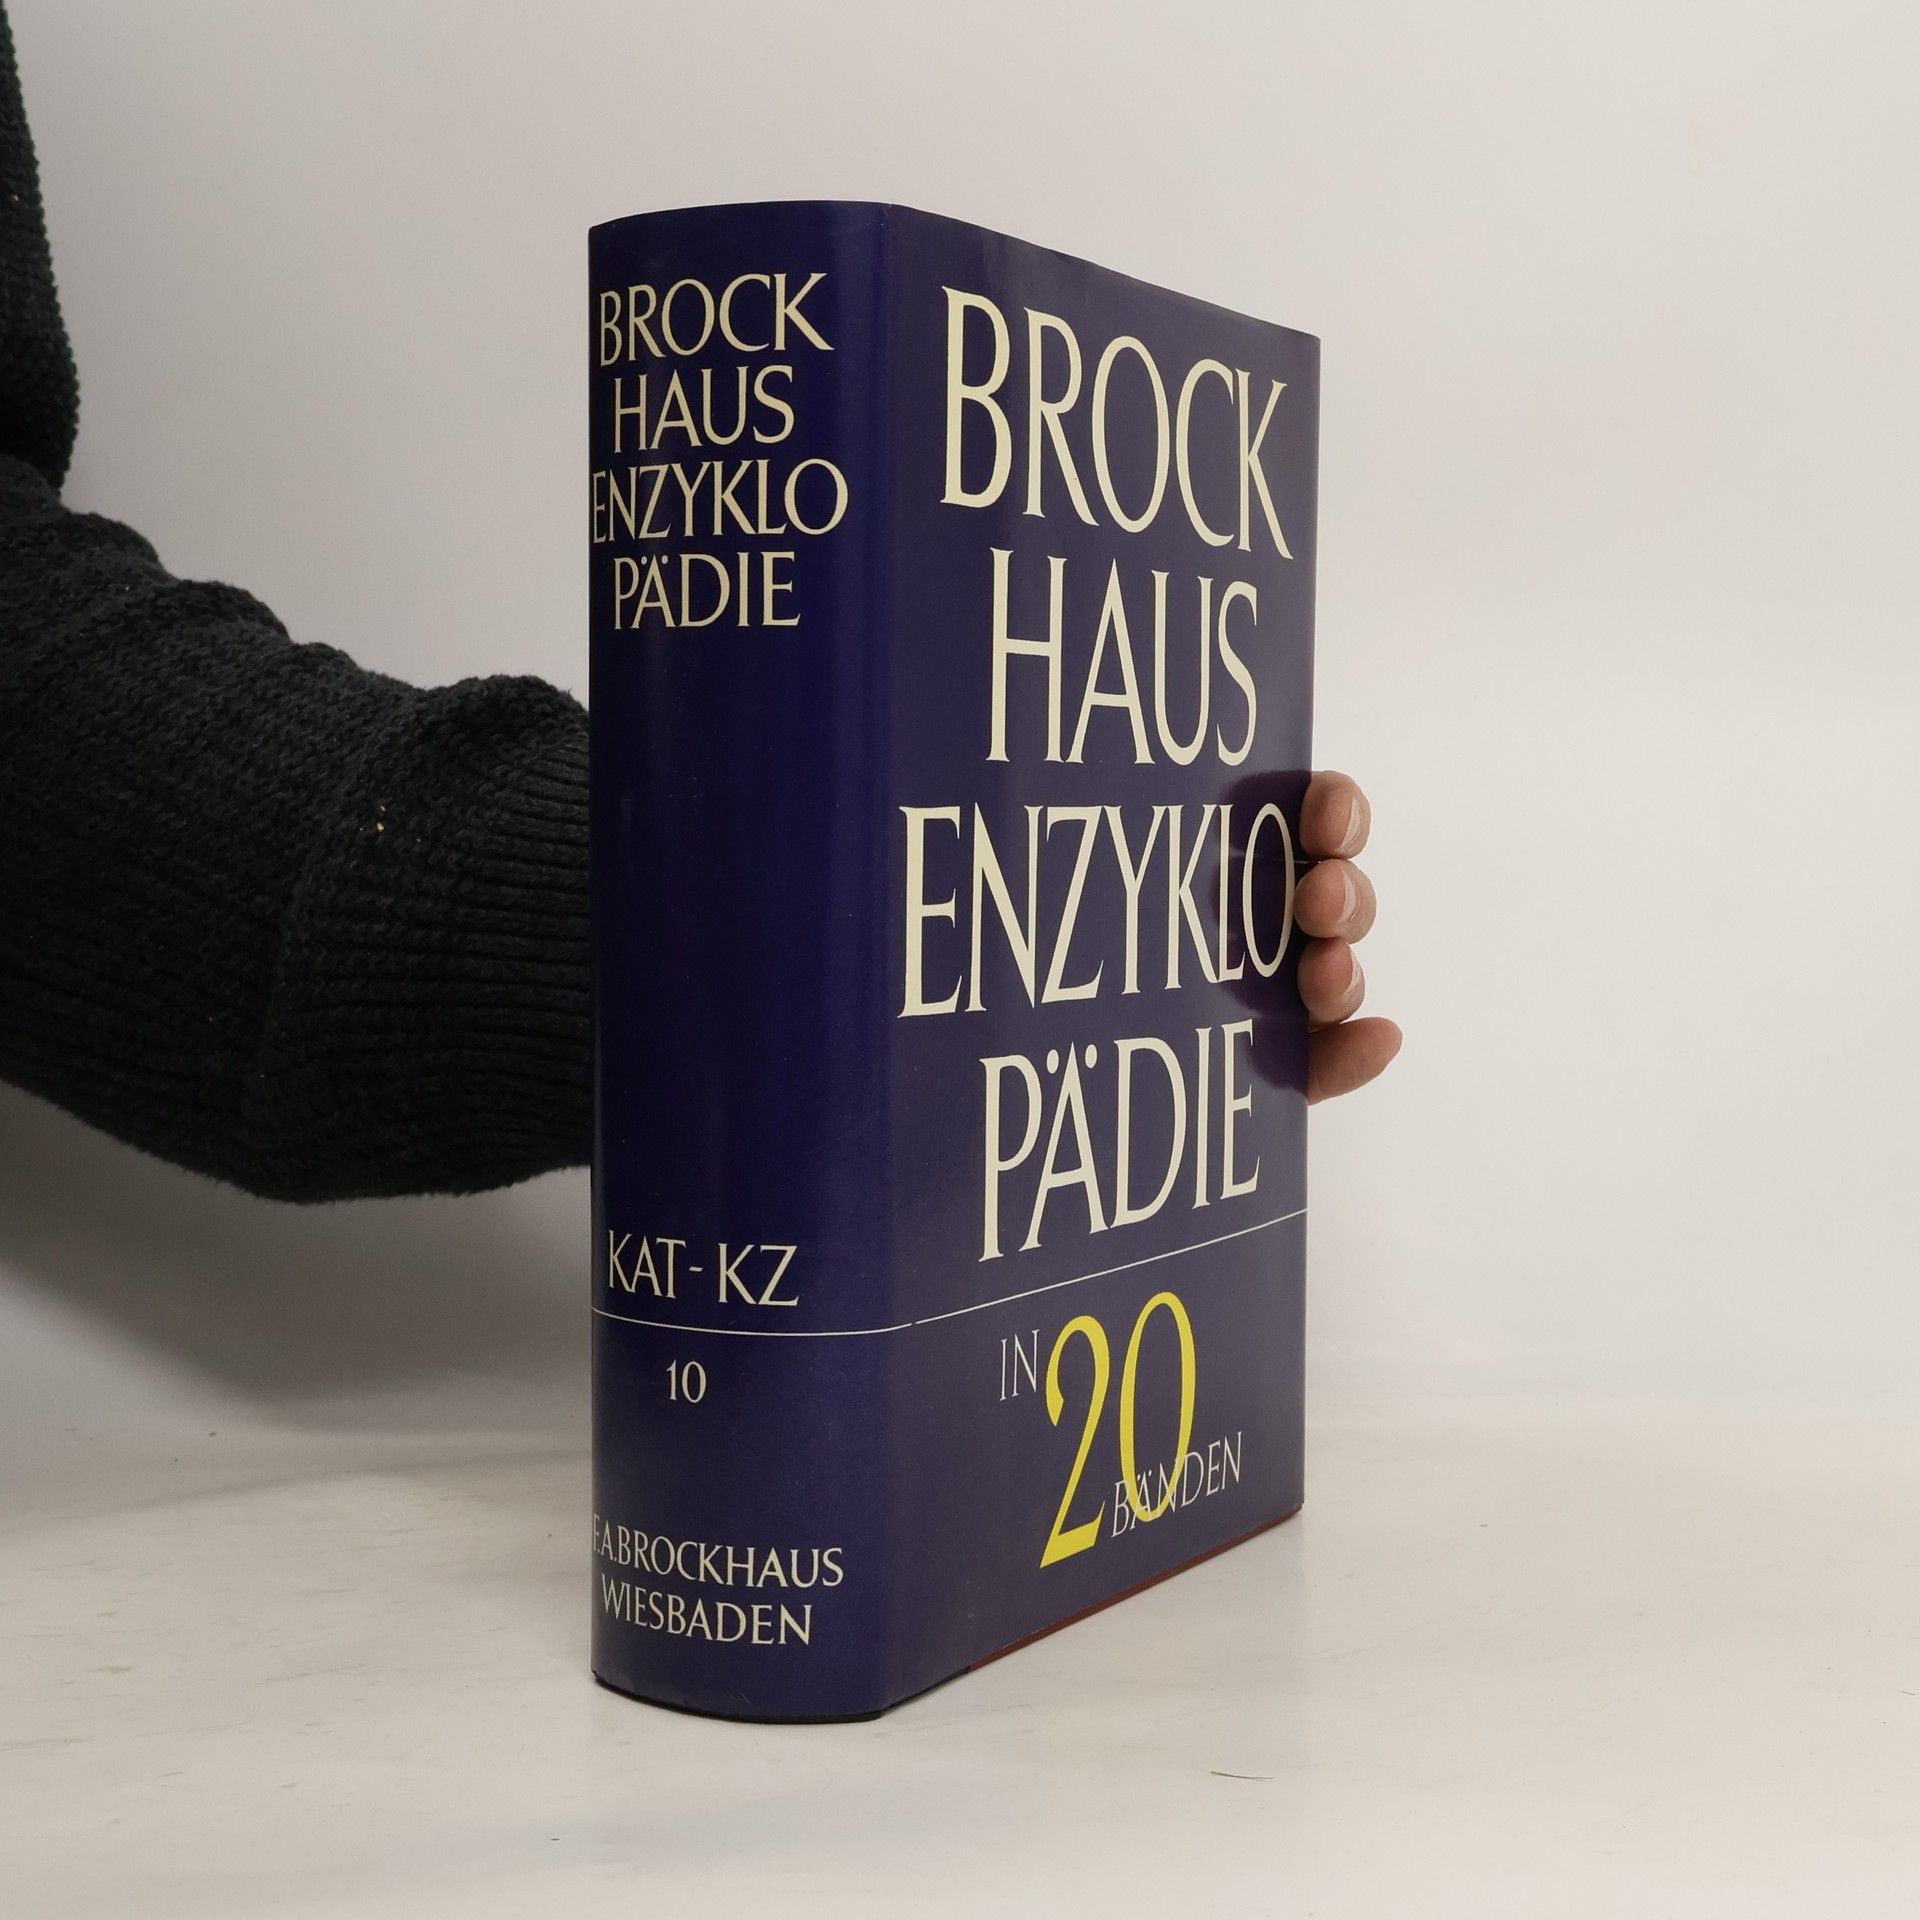 BROCK
HAUS
ENZYKLO
PÄDIE
KAT-KZ
10
F.A.BROCKHAUS
WIESBADEN
BROCK
HAUS
ENZYKLO
PÄDIE
IN 20
BÄNDEN